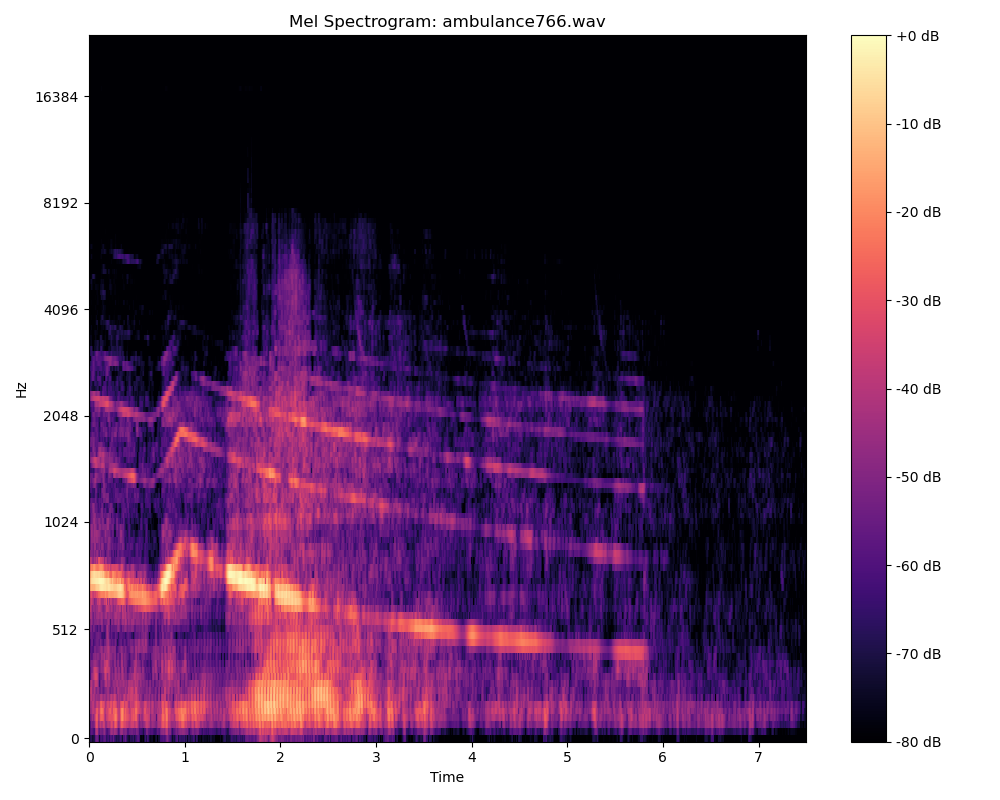 Mel Spectrogram: ambulance766.wav
+0 dB
16384
-10 dB
8192
-20 dB
4096
-30 dB
Hz
2048
-40 dB
1024
-50 dB
512
-60 dB
0
-70 dB
-80 dB
0 1 2 3 4 5 6 7
Time